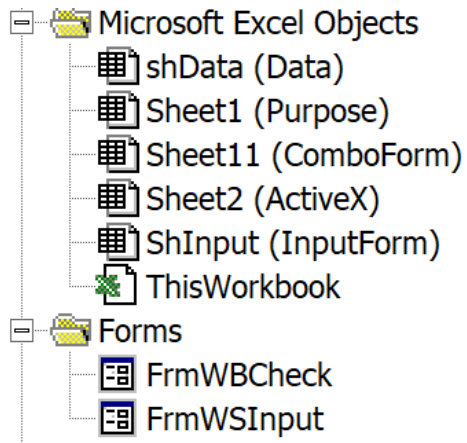 Microsoft Excel Objects
shData (Data)
Sheet1 (Purpose)
Sheet11 (ComboForm)
Sheet2 (ActiveX)
ShInput (InputForm)
ThisWorkbook
Forms
FrmWBCheck
FrmWSInput